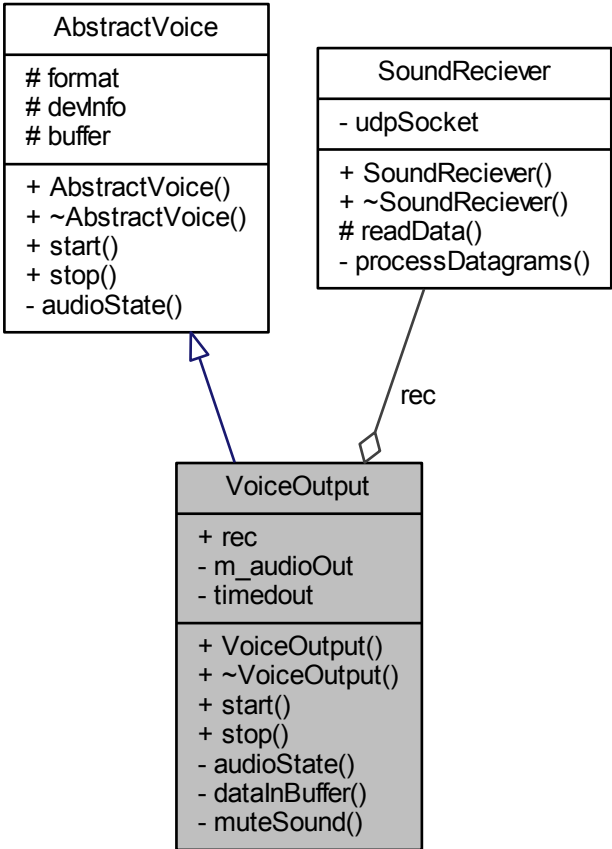 AbstractVoice
# format
# devInfo
# buffer
+ AbstractVoice()
+ ~AbstractVoice()
+ start()
+ stop()
- audioState()
SoundReciever
- udpSocket
+ SoundReciever()
+ ~SoundReciever()
# readData()
- processDatagrams()
rec
VoiceOutput
+ rec
- m_audioOut
- timedout
+ VoiceOutput()
+ ~VoiceOutput()
+ start()
+ stop()
- audioState()
- dataInBuffer()
- muteSound()